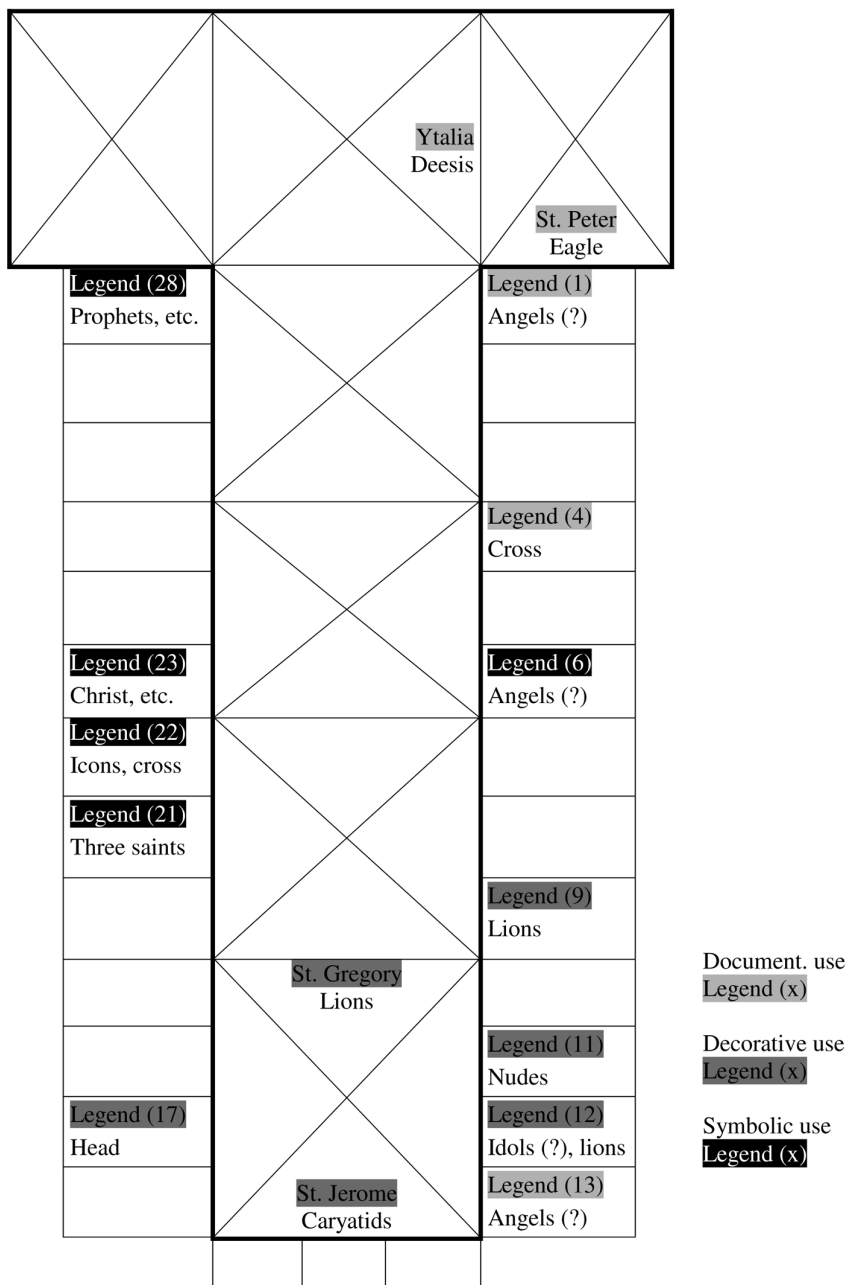 Ytalia
Deesis
St. Peter
Eagle
Legend (28)
Prophets, etc.
Legend (1)
Angels (?)
Legend (4)
Cross
Legend (23)
Christ, etc.
Legend (6)
Angels (?)
Legend (22)
Icons, cross
Legend (21)
Three saints
Legend (9)
Lions
St. Gregory
Lions
Legend (11)
Nudes
Legend (17)
Head
Legend (12)
Idols (?), lions
St. Jerome
Caryatids
Legend (13)
Angels (?)
Document. use
Legend (x)
Decorative use
Legend (x)
Symbolic use
Legend (x)